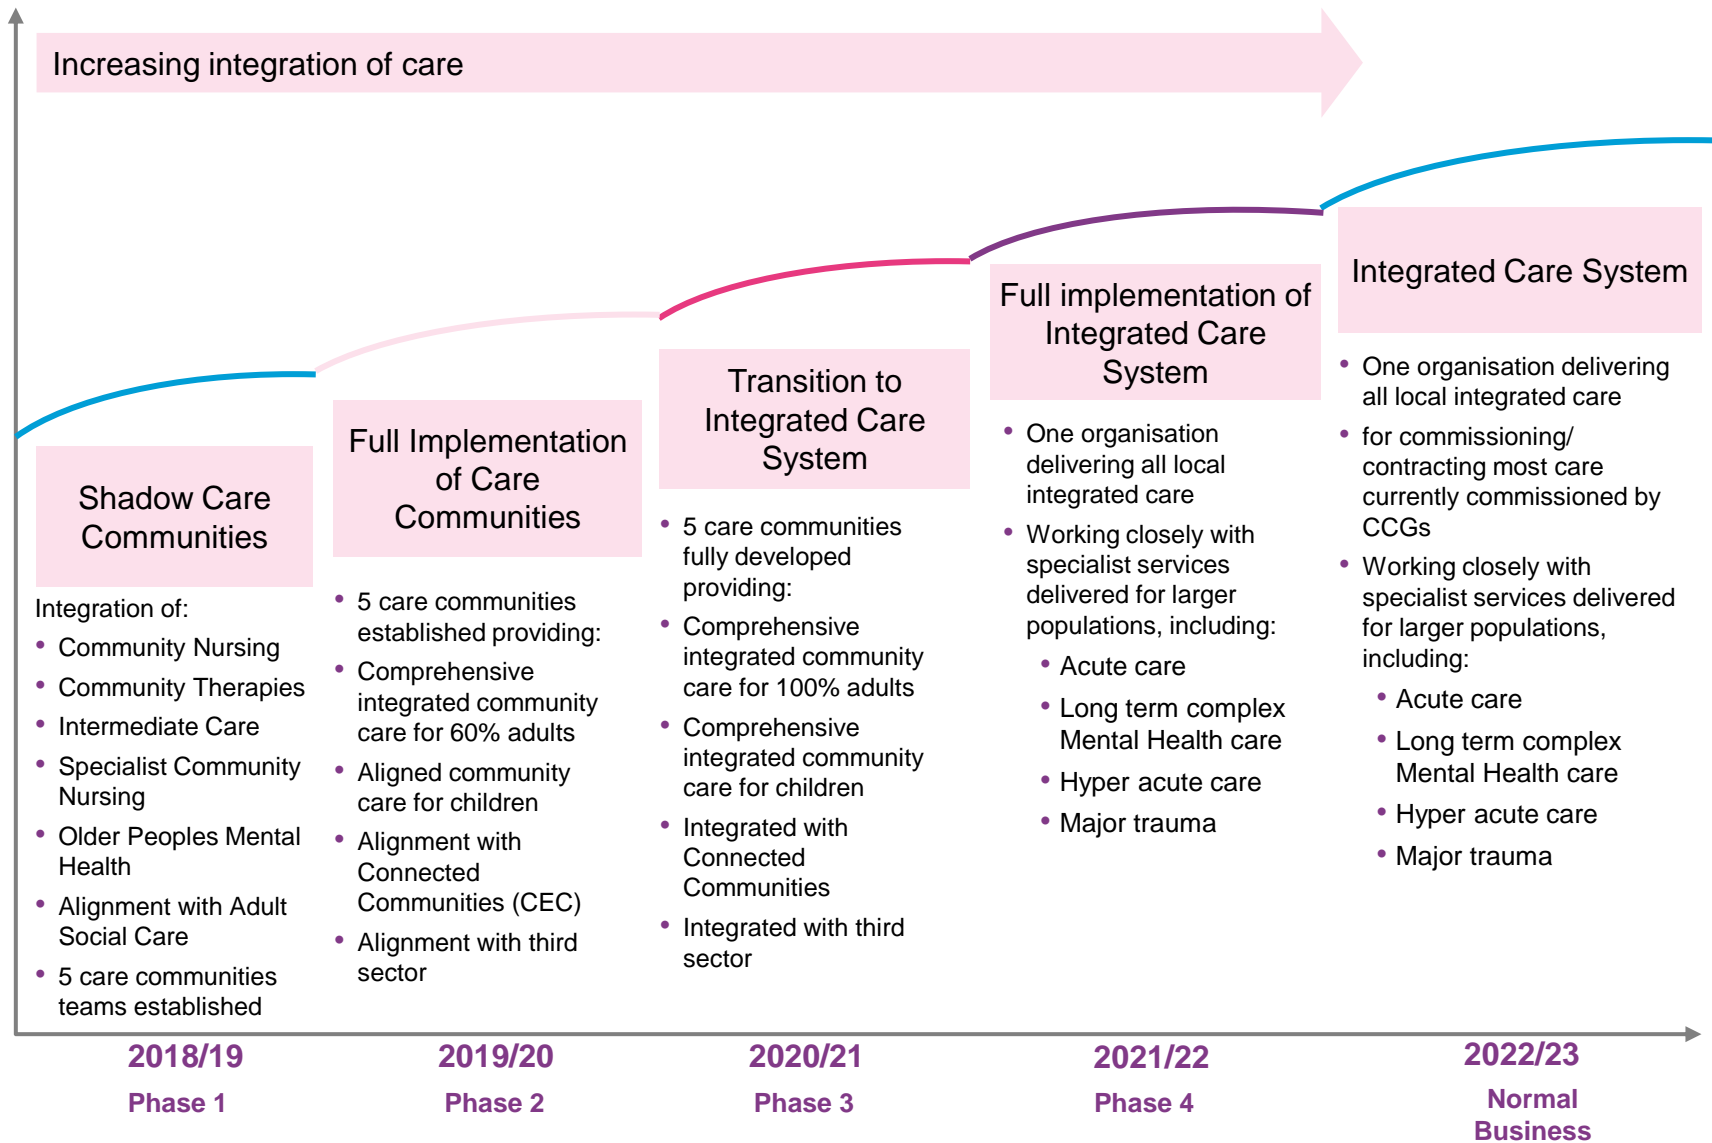 Increasing integration of care
Shadow Care
Communities
Integration of:
• Community Nursing
• Community Therapies
• Intermediate Care
• Specialist Community
Nursing
• Older Peoples Mental
Health
• Alignment with Adult
Social Care
• 5 care communities
teams established
2018/19
Phase 1
Full Implementation
of Care
Communities
• 5 care communities
established providing:
• Comprehensive
integrated community
care for 60% adults
• Aligned community
care for children
• Alignment with
Connected
Communities (CEC)
• Alignment with third
sector
2019/20
Phase 2
Transition to
Integrated Care
System
• 5 care communities
fully developed
providing:
• Comprehensive
integrated community
care for 100% adults
• Comprehensive
integrated community
care for children
• Integrated with
Connected
Communities
• Integrated with third
sector
2020/21
Phase 3
Full implementation of
Integrated Care
System
• One organisation
delivering all local
integrated care
• Working closely with
specialist services
delivered for larger
populations, including:
• Acute care
• Long term complex
Mental Health care
• Hyper acute care
• Major trauma
2021/22
Phase 4
Integrated Care System
• One organisation delivering
all local integrated care
• for commissioning/
contracting most care
currently commissioned by
CCGs
• Working closely with
specialist services delivered
for larger populations,
including:
• Acute care
• Long term complex
Mental Health care
• Hyper acute care
• Major trauma
2022/23
Normal
Business